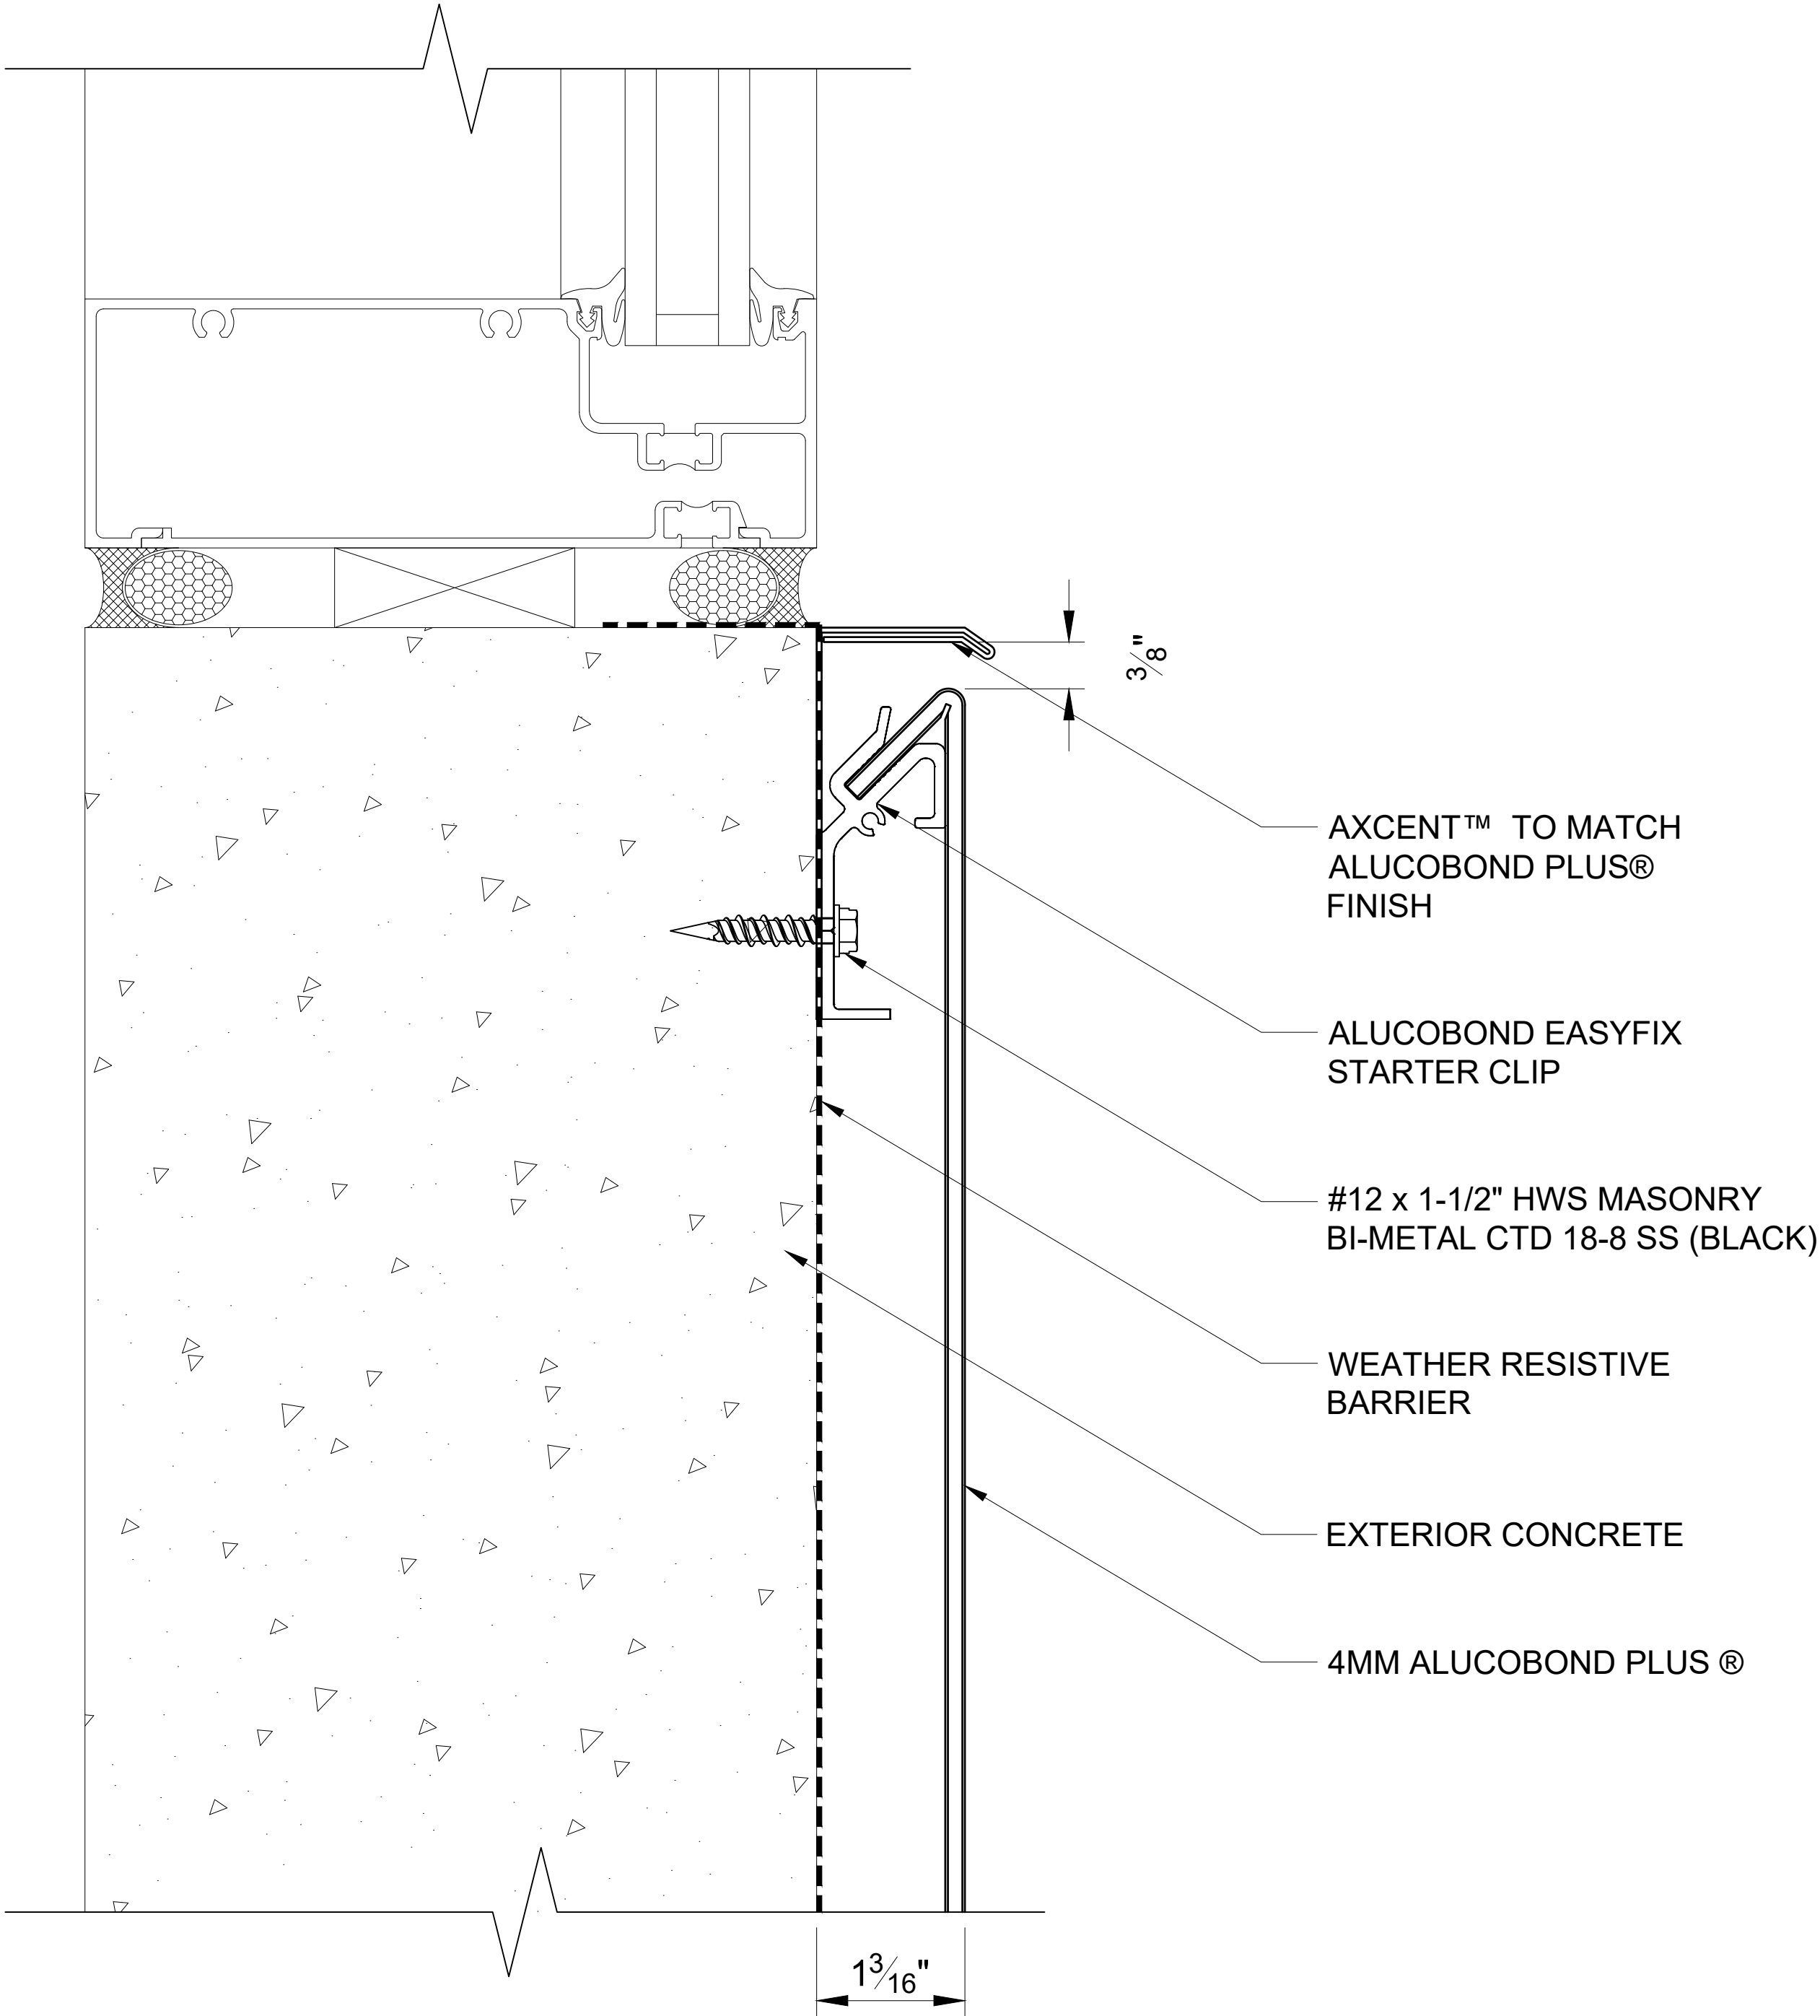 3/8"
AXCENT™ TO MATCH
ALUCOBOND PLUS®
FINISH
ALUCOBOND EASYFIX
STARTER CLIP
#12 x 1-1/2" HWS MASONRY
BI-METAL CTD 18-8 SS (BLACK)
WEATHER RESISTIVE
BARRIER
EXTERIOR CONCRETE
4MM ALUCOBOND PLUS ®
1 3/16"